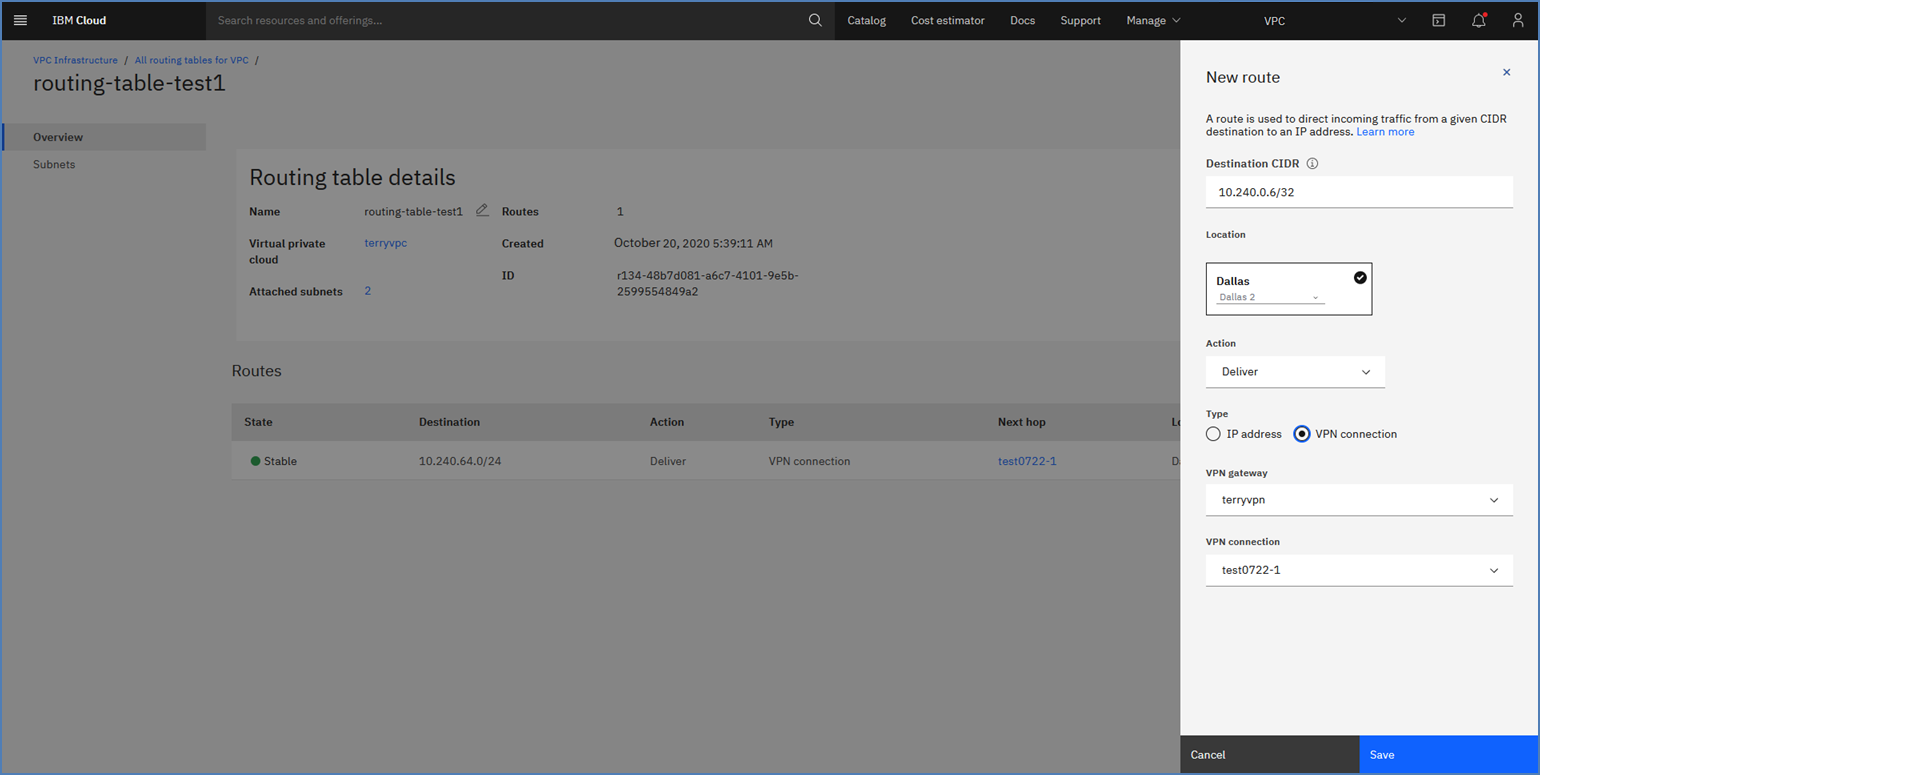 IBM Cloud
Search resources and offerings...
Catalog
Cost estimator
Docs
Support
Manage
VPC
VPC Infrastructure / All routing tables for VPC /
routing-table-test1
Overview
Subnets
Routing table details
Name routing-table-test1 Routes 1
Virtual private cloud terryvpc Created October 20, 2020 5:39:11 AM
ID r134-48b7d081-a6c7-4101-9e5b-
2599554849a2
Attached subnets 2
Routes
State Destination Action Type Next hop
Stable 10.240.64.0/24 Deliver VPN connection test0722-1
New route
A route is used to direct incoming traffic from a given CIDR
destination to an IP address. Learn more
Destination CIDR
10.240.0.6/32
Location
Dallas
Dallas 2
Action
Deliver
Type
IP address VPN connection
VPN gateway
terryvpn
VPN connection
test0722-1
Cancel
Save